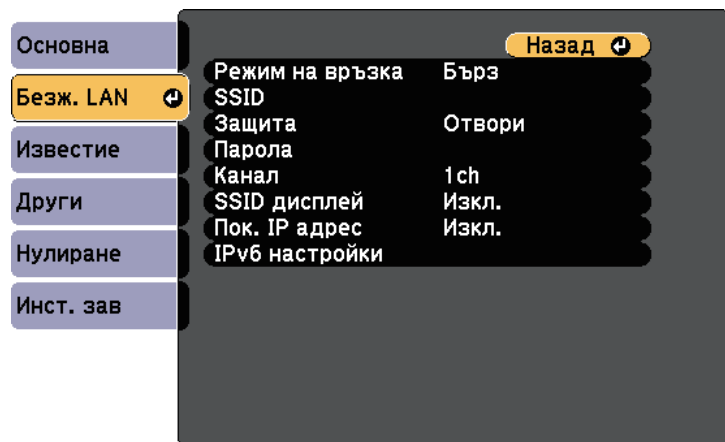 Основна
Безж. LAN
Известие
Други
Нулиране
Инст. зав
Назад
Режим на връзка Бърз
SSID
Защита Отвори
Парола
Канал 1ch
SSID дисплей Изкл.
Пок. IP адрес Изкл.
IPv6 настройки